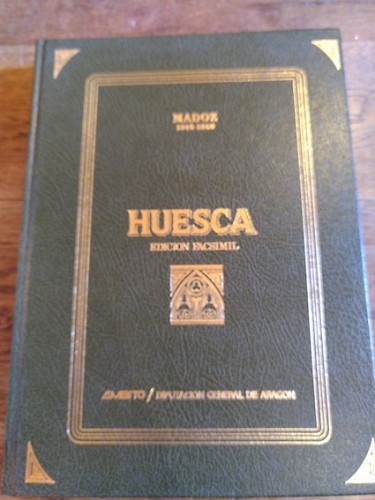 MADOZ
1845-1850
HUESCA
EDICION FACSIMIL
AMBITO / DIPUTACION GENERAL DE ARAGON